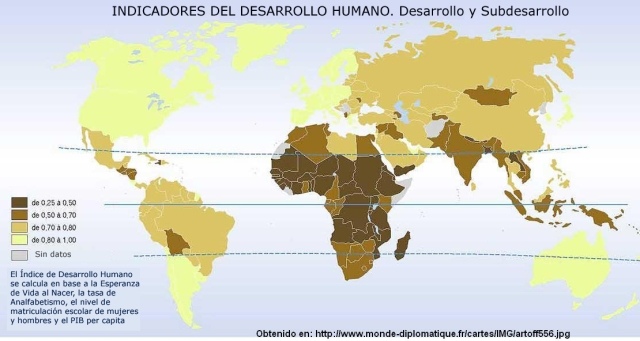 INDICADORES DEL DESARROLLO HUMANO. Desarrollo y Subdesarrollo
de 0,25 à 0,50
de 0,50 à 0,70
de 0,70 à 0,80
de 0,80 à 1,00
Sin datos
El Índice de Desarrollo Humano
se calcula en base a la Esperanza
de Vida al Nacer, la tasa de
Analfabetismo, el nivel de
matriculación escolar de mujeres
y hombres y el PIB per capita
Obtenido en: http://www.monde-diplomatique.fr/cartes/IMG/artoff556.jpg